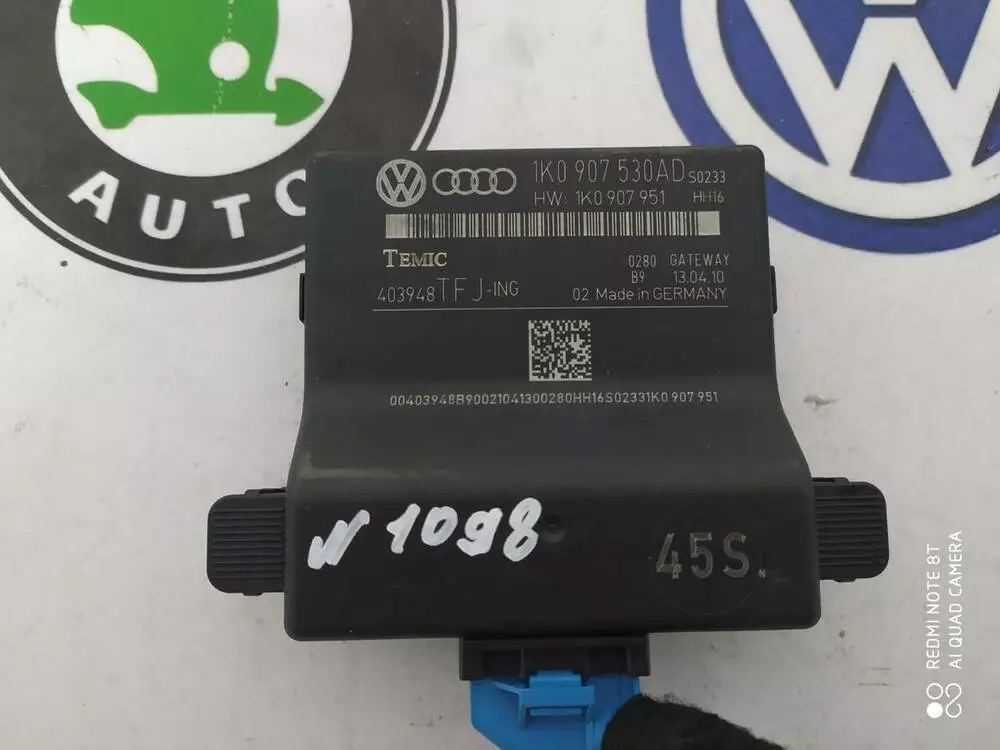 AUTO
1K0 907 530AD S0233
HW: 1K0 907 951 HH16
TEMIC
0280 GATEWAY
B9 13.04.10
403948TFJ-ING
02 Made in GERMANY
00403948B90021041300280HH16S02331K0 907 951
N 1098
45S.
REDMI NOTE 8T
AI QUAD CAMERA